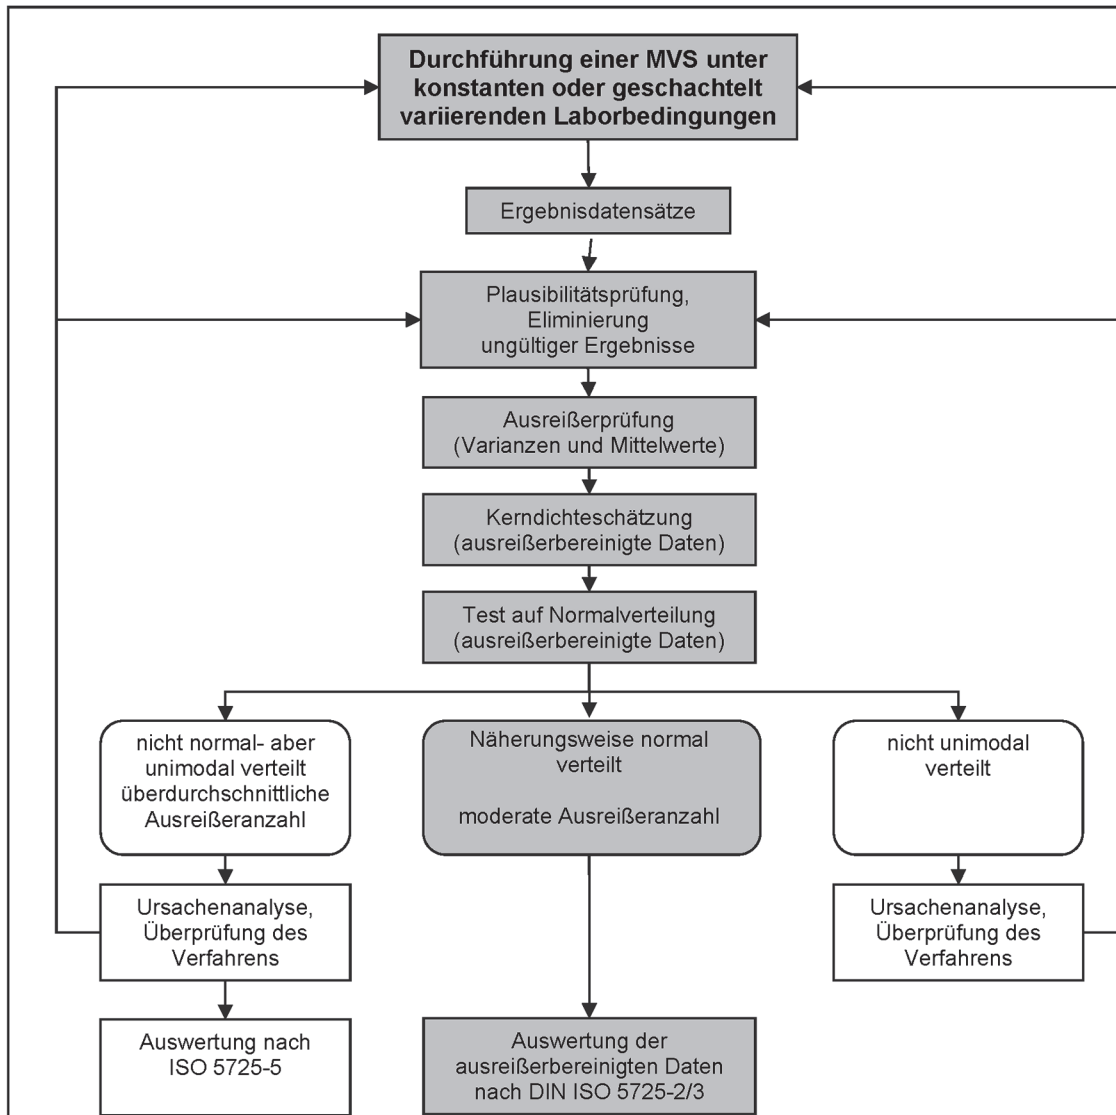 Durchführung einer MVS unter
konstanten oder geschachtelt
variierenden Laborbedingungen
Ergebnisdatensätze
Plausibilitätsprüfung,
Eliminierung
ungültiger Ergebnisse
Ausreißerprüfung
(Varianzen und Mittelwerte)
Kerndichteschätzung
(ausreißerbereinigte Daten)
Test auf Normalverteilung
(ausreißerbereinigte Daten)
nicht normal- aber
unimodal verteilt
überdurchschnittliche
Ausreißeranzahl
Näherungsweise normal
verteilt
moderate Ausreißeranzahl
nicht unimodal
verteilt
Ursachenanalyse,
Überprüfung des
Verfahrens
Ursachenanalyse,
Überprüfung des
Verfahrens
Auswertung nach
ISO 5725-5
Auswertung der
ausreißerbereinigten Daten
nach DIN ISO 5725-2/3